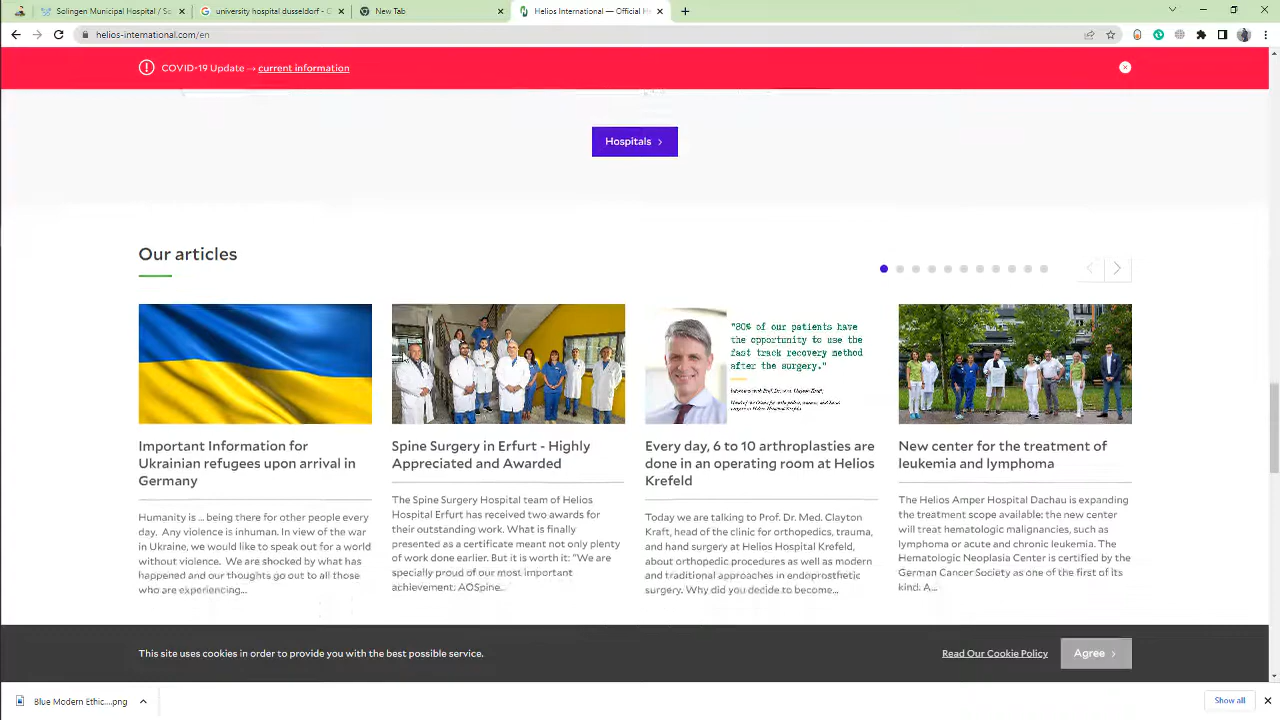 Solingen Municipal Hospital / Sc
university hospital dusseldorf - G
New Tab
Helios International — Official He
helios-international.com/en
COVID-19 Update → current information
Hospitals
Our articles
"80% of our patients have
the opportunity to use the
fast track recovery method
after the surgery."
Important Information for
Ukrainian refugees upon arrival in
Germany
Humanity is ... being there for other people every
day. Any violence is inhuman. In view of the war
in Ukraine, we would like to speak out for a world
without violence. We are shocked by what has
happened and our thoughts go out to all those
who are experiencing...
Spine Surgery in Erfurt - Highly
Appreciated and Awarded
The Spine Surgery Hospital team of Helios
Hospital Erfurt has received two awards for
their outstanding work. What is finally
presented as a certificate meant not only plenty
of work done earlier. But it is worth it: "We are
specially proud of our most important
achievement: AOSpine...
Every day, 6 to 10 arthroplasties are
done in an operating room at Helios
Krefeld
Today we are talking to Prof. Dr. Med. Clayton
Kraft, head of the clinic for orthopedics, trauma,
and hand surgery at Helios Hospital Krefeld,
about orthopedic procedures as well as modern
and traditional approaches in endoprosthetic
surgery. Why did you decide to become...
New center for the treatment of
leukemia and lymphoma
The Helios Amper Hospital Dachau is expanding
the treatment scope available: the new center
will treat hematologic malignancies, such as
lymphoma or acute and chronic leukemia. The
Hematologic Neoplasia Center is certified by the
German Cancer Society as one of the first of its
kind. A...
This site uses cookies in order to provide you with the best possible service.
Read Our Cookie Policy
Agree
Blue Modern Ethic....png
Show all